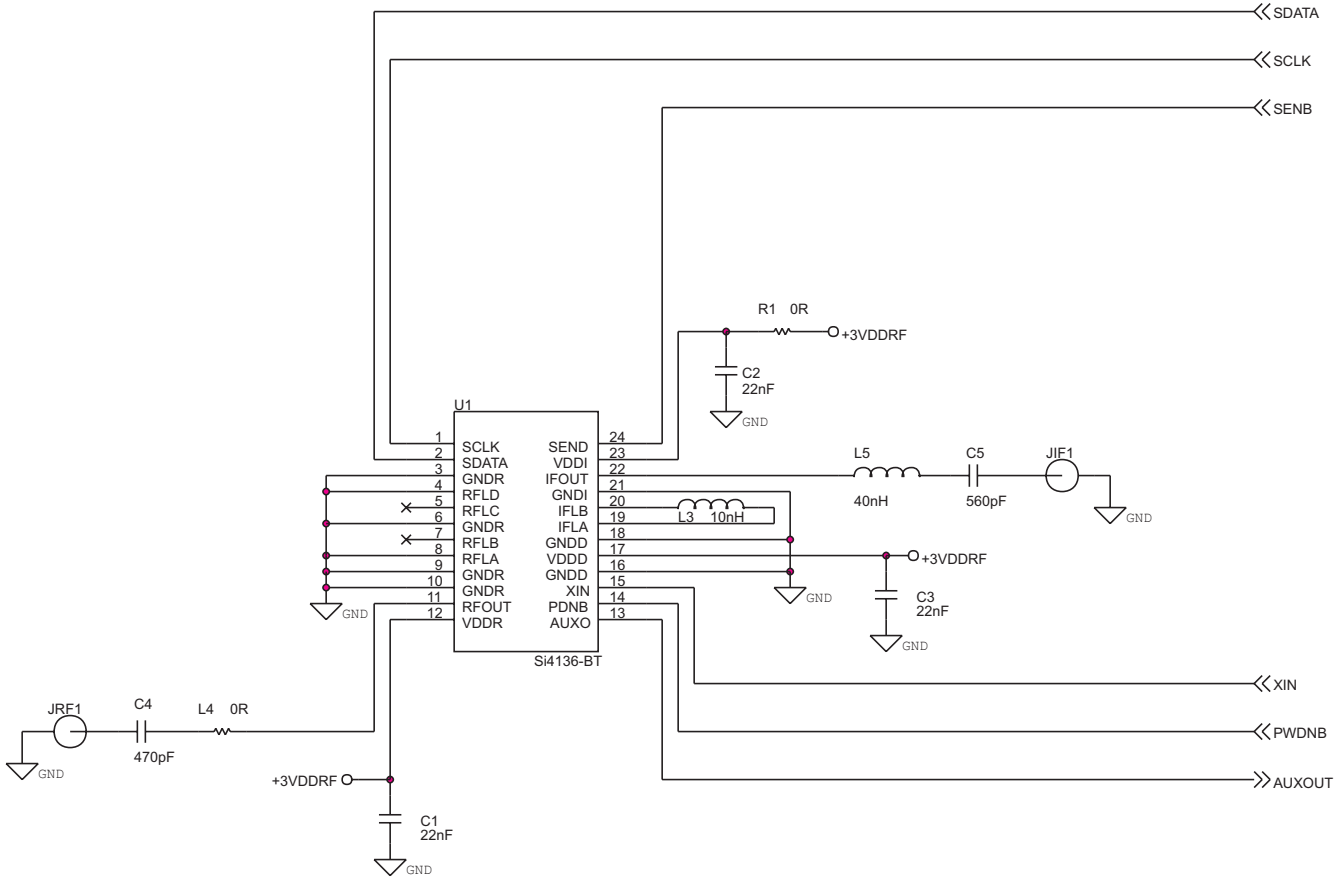 SDATA
SCLK
SENB
R1 0R
+3VDDRF
C2
22nF
GND
U1
1 SCLK
2 SDATA
3 GNDR
4 RFLD
5 RFLC
6 GNDR
7 RFLB
8 RFLA
9 GNDR
10 GNDR
11 RFOUT
12 VDDR
24 SEND
23 VDDI
22 IFOUT
21 GNDI
20 IFLB
19 IFLA
18 GNDD
17 VDDD
16 GNDD
15 XIN
14 PDNB
13 AUXO
Si4136-BT
L5
40nH
C5
560pF
JIF1
GND
L3 10nH
GND
+3VDDRF
C3
22nF
GND
GND
XIN
PWDNB
AUXOUT
JRF1
GND
C4
470pF
L4 0R
+3VDDRF
C1
22nF
GND